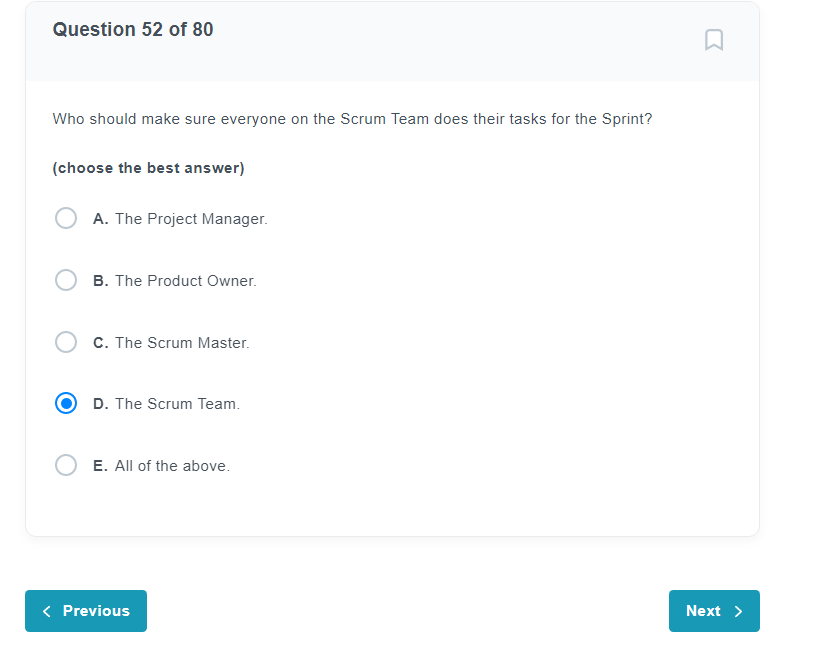 Question 52 of 80
Who should make sure everyone on the Scrum Team does their tasks for the Sprint?
(choose the best answer)
A. The Project Manager.
B. The Product Owner.
C. The Scrum Master.
D. The Scrum Team.
E. All of the above.
Previous
Next